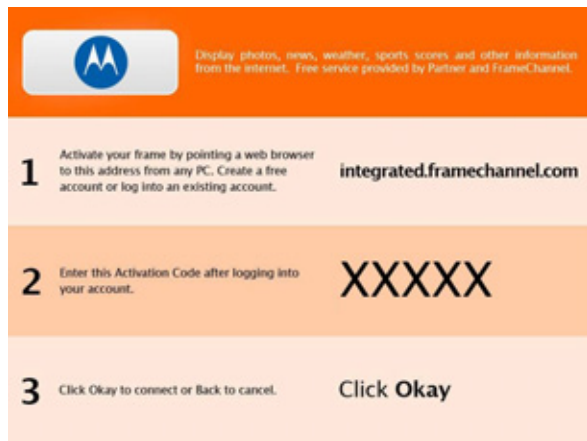 Display photos, news, weather, sports scores and other information
from the internet. Free service provided by Partner and FrameChannel.
1
Activate your frame by pointing a web browser
to this address from any PC. Create a free
account or log into an existing account.
integrated.framechannel.com
2
Enter this Activation Code after logging into
your account.
XXXXX
3
Click Okay to connect or Back to cancel.
Click Okay